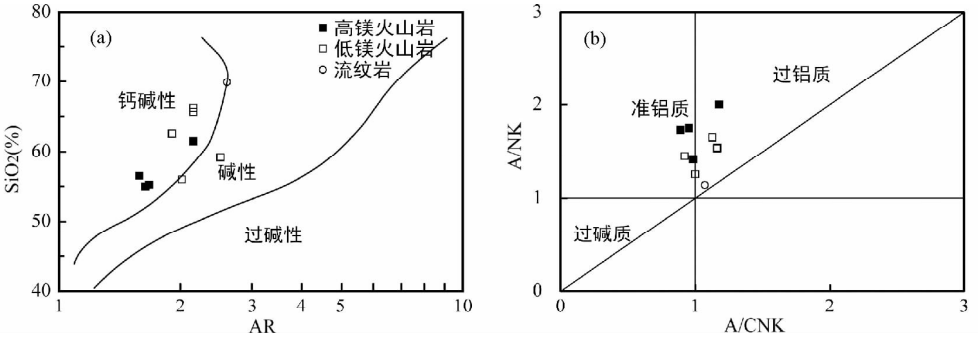 (a)
高镁火山岩
低镁火山岩
流纹岩
钙碱性
碱性
过碱性
80
70
60
50
40
SiO₂(%)
1
2
3
4
5
10
AR
(b)
过铝质
准铝质
过碱质
3
2
1
0
A/NK
0
1
2
3
A/CNK